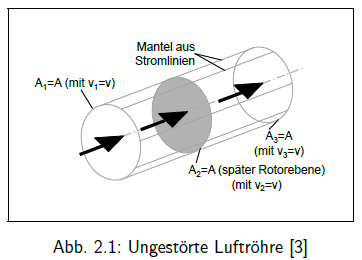 Mantel aus
Stromlinien
A₁=A (mit v₁=v)
A₃=A
(mit v₃=v)
A₂=A (später Rotorebene)
(mit v₂=v)
Abb. 2.1: Ungestörte Luftröhre [3]